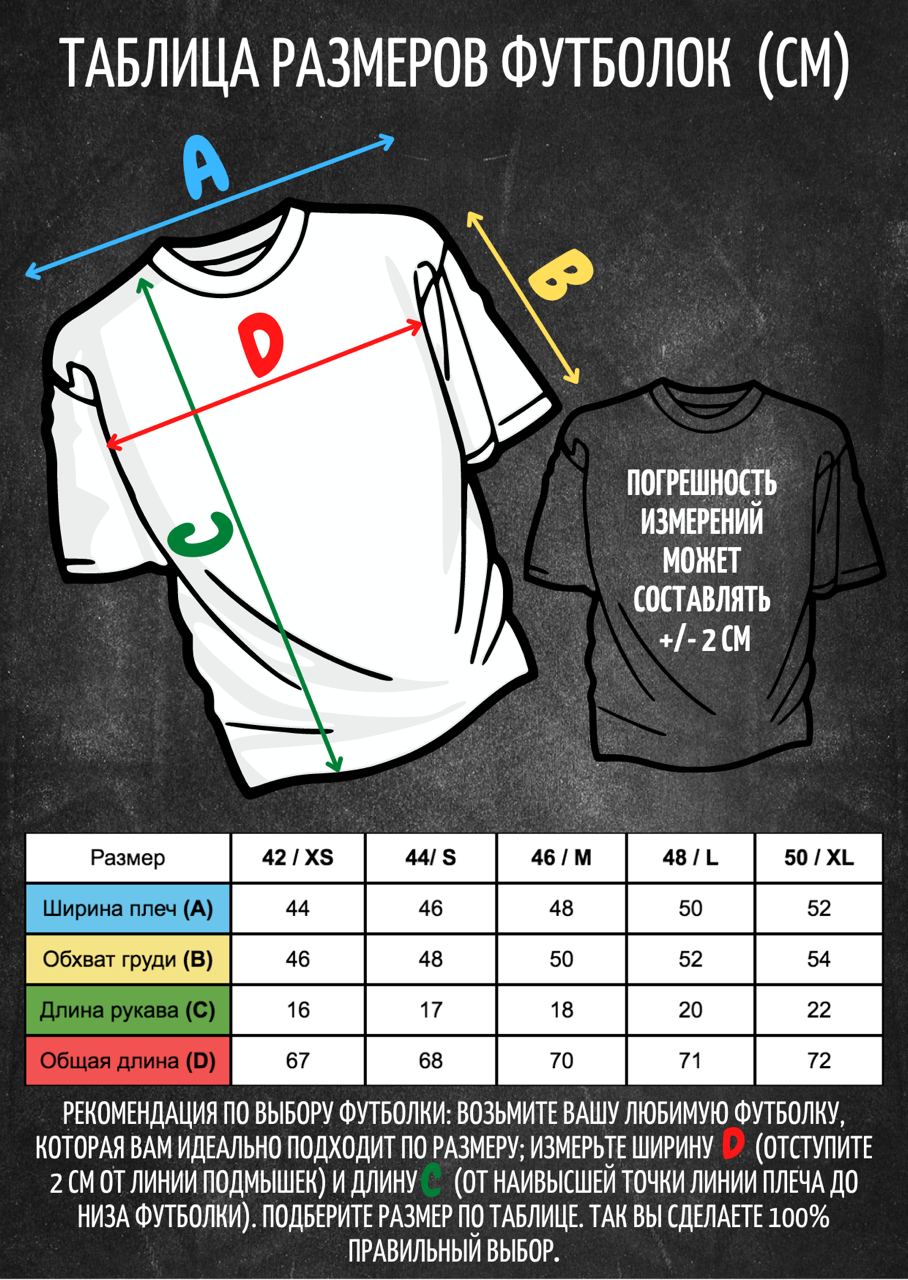 ТАБЛИЦА РАЗМЕРОВ ФУТБОЛОК (СМ)
A
B
D
C
ПОГРЕШНОСТЬ
ИЗМЕРЕНИЙ
МОЖЕТ
СОСТАВЛЯТЬ
+/- 2 СМ
Размер 42 / XS 44/ S 46 / M 48 / L 50 / XL
Ширина плеч (A) 44 46 48 50 52
Обхват груди (B) 46 48 50 52 54
Длина рукава (C) 16 17 18 20 22
Общая длина (D) 67 68 70 71 72
РЕКОМЕНДАЦИЯ ПО ВЫБОРУ ФУТБОЛКИ: ВОЗЬМИТЕ ВАШУ ЛЮБИМУЮ ФУТБОЛКУ,
КОТОРАЯ ВАМ ИДЕАЛЬНО ПОДХОДИТ ПО РАЗМЕРУ; ИЗМЕРЬТЕ ШИРИНУ D (ОТСТУПИТЕ
2 СМ ОТ ЛИНИИ ПОДМЫШЕК) И ДЛИНУ C (ОТ НАИВЫСШЕЙ ТОЧКИ ЛИНИИ ПЛЕЧА ДО
НИЗА ФУТБОЛКИ). ПОДБЕРИТЕ РАЗМЕР ПО ТАБЛИЦЕ. ТАК ВЫ СДЕЛАЕТЕ 100%
ПРАВИЛЬНЫЙ ВЫБОР.